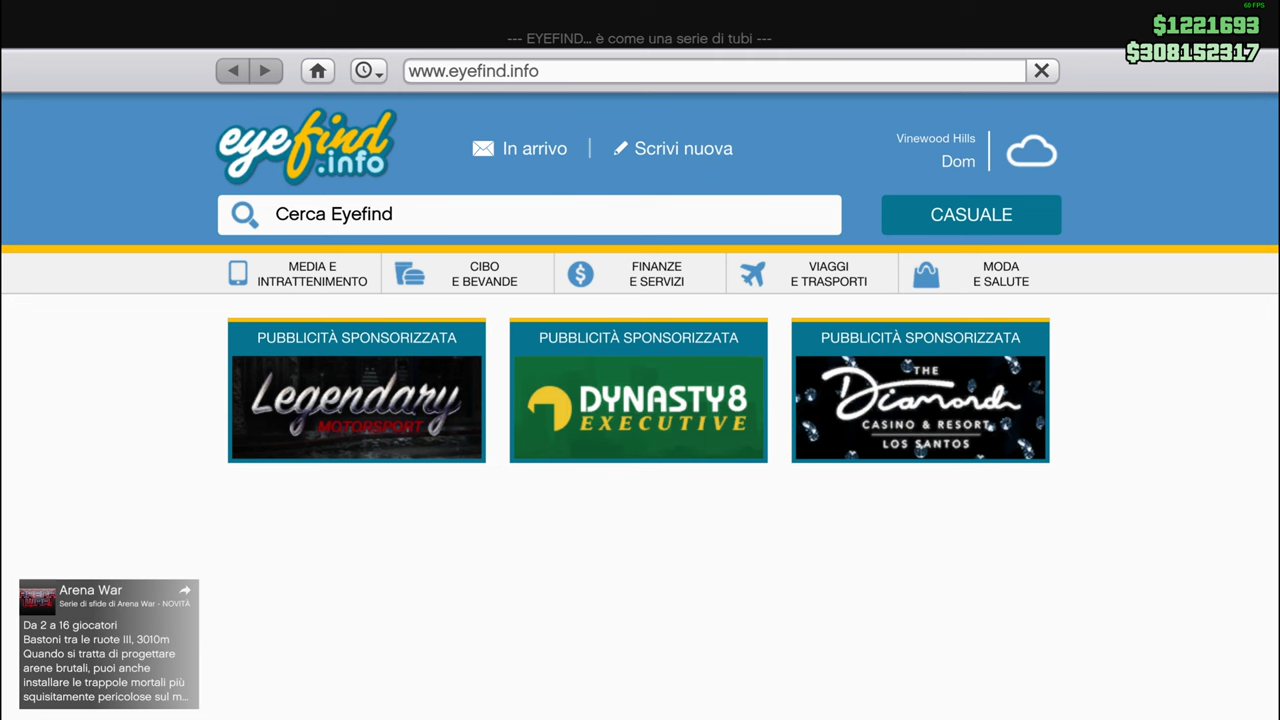 60 FPS
$1221693
--- EYEFIND... è come una serie di tubi ---
$308152317
www.eyefind.info
eyefind.info
In arrivo
Scrivi nuova
Vinewood Hills
Dom
Cerca Eyefind
CASUALE
MEDIA E
INTRATTENIMENTO
CIBO
E BEVANDE
FINANZE
E SERVIZI
VIAGGI
E TRASPORTI
MODA
E SALUTE
PUBBLICITÀ SPONSORIZZATA
Legendary
MOTORSPORT
PUBBLICITÀ SPONSORIZZATA
DYNASTY8
EXECUTIVE
PUBBLICITÀ SPONSORIZZATA
THE
Diamond
CASINO & RESORT
LOS SANTOS
Arena War
Serie di sfide di Arena War - NOVITÀ
Da 2 a 16 giocatori
Bastoni tra le ruote III, 3010m
Quando si tratta di progettare
arene brutali, puoi anche
installare le trappole mortali più
squisitamente pericolose sul m...